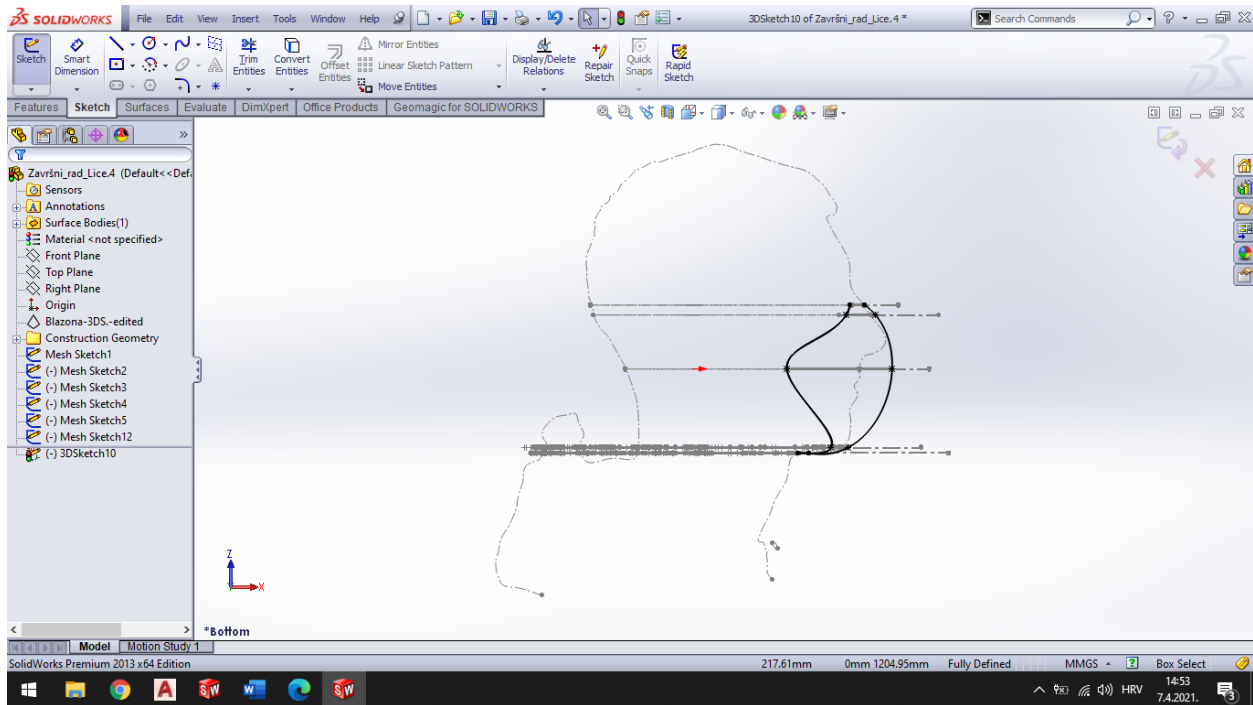 SOLIDWORKS File Edit View Insert Tools Window Help 3DSketch10 of Završni_rad_Lice.4 * Search Commands
Sketch Smart Dimension Trim Entities Convert Entities Offset Entities Mirror Entities Linear Sketch Pattern Move Entities Display/Delete Relations Repair Sketch Quick Snaps Rapid Sketch
Features Sketch Surfaces Evaluate DimXpert Office Products Geomagic for SOLIDWORKS
Završni_rad_Lice.4 (Default<<Def
Sensors
Annotations
Surface Bodies(1)
Material <not specified>
Front Plane
Top Plane
Right Plane
Origin
Blazona-3DS.-edited
Construction Geometry
Mesh Sketch1
(-) Mesh Sketch2
(-) Mesh Sketch3
(-) Mesh Sketch4
(-) Mesh Sketch5
(-) Mesh Sketch12
(-) 3DSketch10
Z
X
*Bottom
Model Motion Study 1
SolidWorks Premium 2013 x64 Edition 217.61mm 0mm 1204.95mm Fully Defined MMGS Box Select
HRV 14:53
7.4.2021.
3